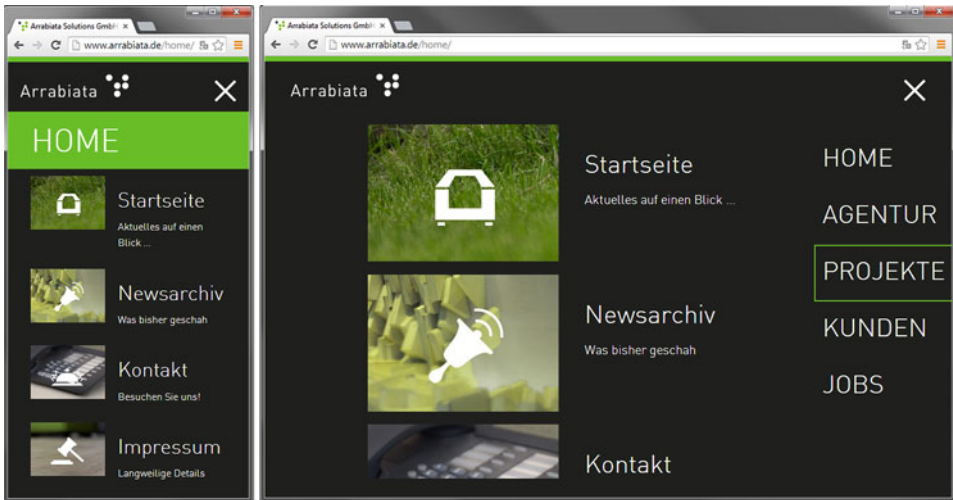 Arrabiata Solutions GmbH
www.arrabiata.de/home/
Arrabiata
HOME
Startseite
Aktuelles auf einen
Blick ...
Newsarchiv
Was bisher geschah
Kontakt
Besuchen Sie uns!
Impressum
Langweilige Details
Arrabiata Solutions GmbH
www.arrabiata.de/home/
Arrabiata
Startseite
Aktuelles auf einen Blick ...
Newsarchiv
Was bisher geschah
Kontakt
HOME
AGENTUR
PROJEKTE
KUNDEN
JOBS